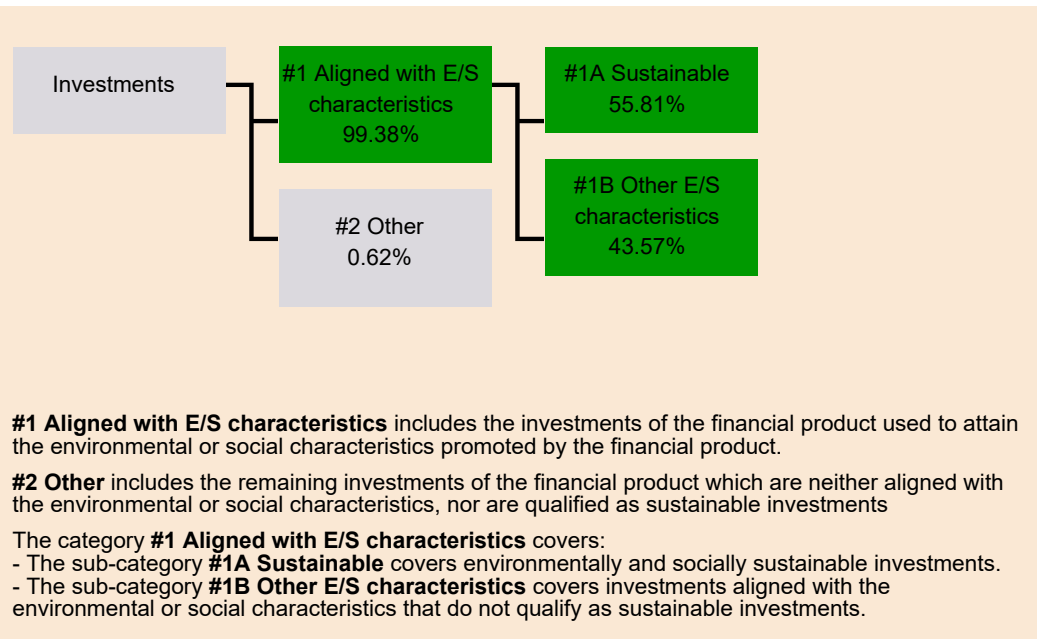 Investments
#1 Aligned with E/S
characteristics
99.38%
#1A Sustainable
55.81%
#1B Other E/S
characteristics
43.57%
#2 Other
0.62%
#1 Aligned with E/S characteristics includes the investments of the financial product used to attain
the environmental or social characteristics promoted by the financial product.
#2 Other includes the remaining investments of the financial product which are neither aligned with
the environmental or social characteristics, nor are qualified as sustainable investments
The category #1 Aligned with E/S characteristics covers:
- The sub-category #1A Sustainable covers environmentally and socially sustainable investments.
- The sub-category #1B Other E/S characteristics covers investments aligned with the
environmental or social characteristics that do not qualify as sustainable investments.